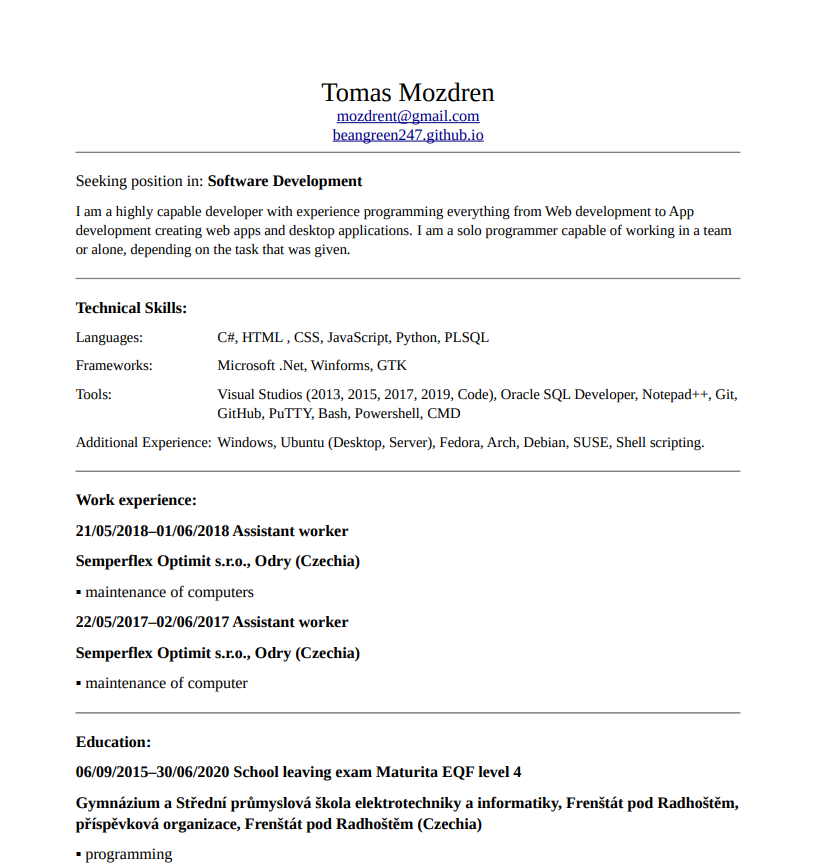 Tomas Mozdren
mozdrent@gmail.com
beangreen247.github.io
Seeking position in: Software Development
I am a highly capable developer with experience programming everything from Web development to App
development creating web apps and desktop applications. I am a solo programmer capable of working in a team
or alone, depending on the task that was given.
Technical Skills:
Languages: C#, HTML , CSS, JavaScript, Python, PLSQL
Frameworks: Microsoft .Net, Winforms, GTK
Tools: Visual Studios (2013, 2015, 2017, 2019, Code), Oracle SQL Developer, Notepad++, Git,
GitHub, PuTTY, Bash, Powershell, CMD
Additional Experience: Windows, Ubuntu (Desktop, Server), Fedora, Arch, Debian, SUSE, Shell scripting.
Work experience:
21/05/2018–01/06/2018 Assistant worker
Semperflex Optimit s.r.o., Odry (Czechia)
▪ maintenance of computers
22/05/2017–02/06/2017 Assistant worker
Semperflex Optimit s.r.o., Odry (Czechia)
▪ maintenance of computer
Education:
06/09/2015–30/06/2020 School leaving exam Maturita EQF level 4
Gymnázium a Střední průmyslová škola elektrotechniky a informatiky, Frenštát pod Radhoštěm,
příspěvková organizace, Frenštát pod Radhoštěm (Czechia)
▪ programming